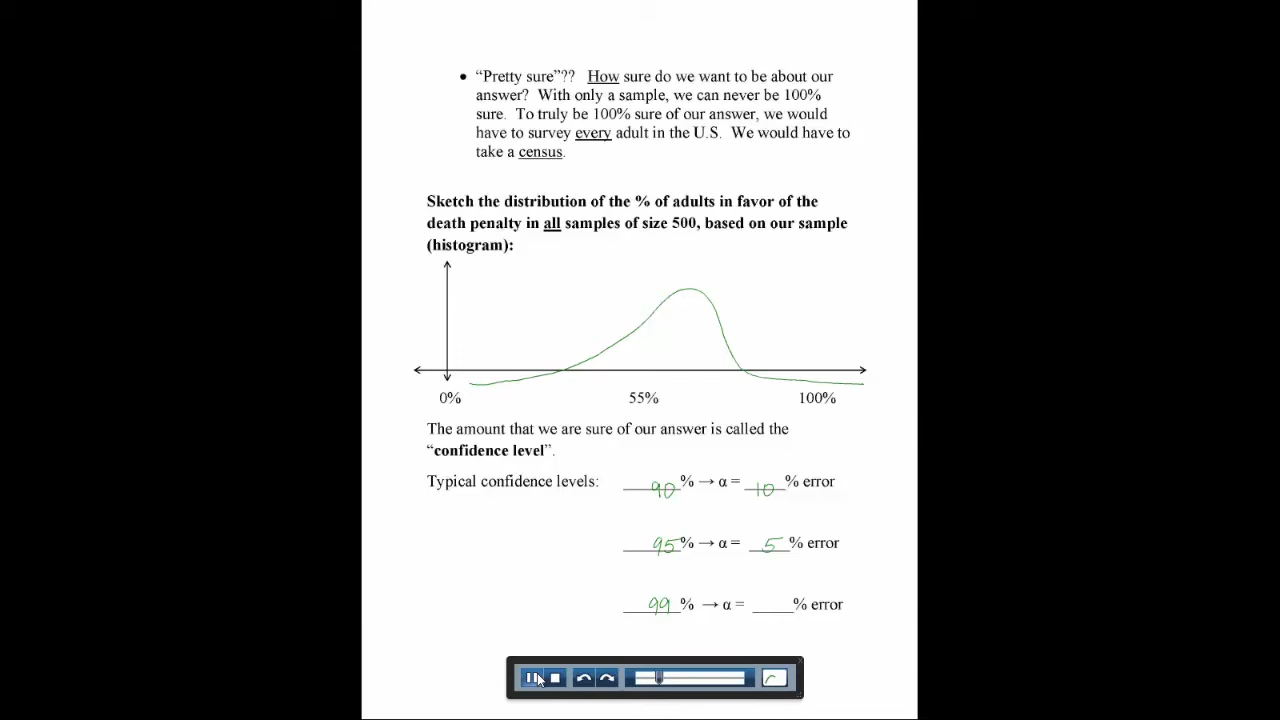 • “Pretty sure”?? How sure do we want to be about our
answer? With only a sample, we can never be 100%
sure. To truly be 100% sure of our answer, we would
have to survey every adult in the U.S. We would have to
take a census.
Sketch the distribution of the % of adults in favor of the
death penalty in all samples of size 500, based on our sample
(histogram):
0% 55% 100%
The amount that we are sure of our answer is called the
“confidence level”.
Typical confidence levels: 90 % → α = 10 % error
95 % → α = 5 % error
99 % → α = _____% error